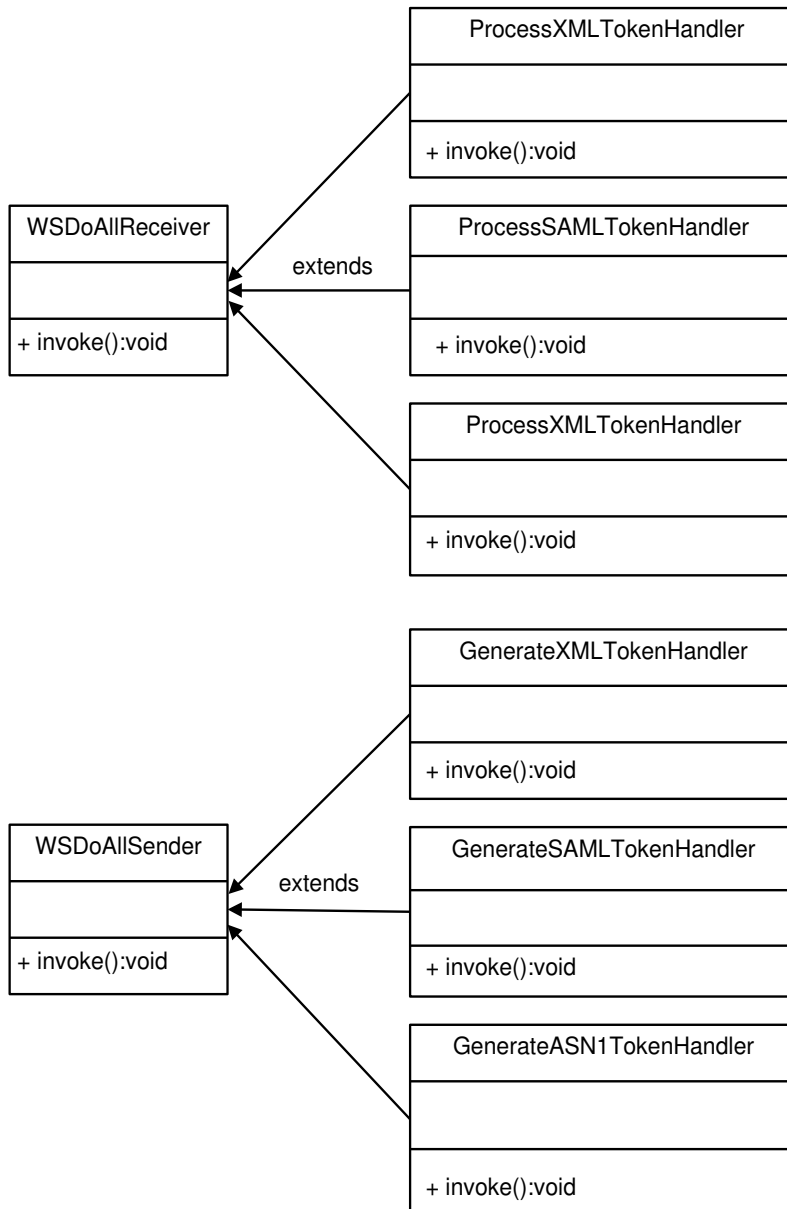 ProcessXMLTokenHandler
+ invoke():void
WSDoAllReceiver
+ invoke():void
extends
ProcessSAMLTokenHandler
+ invoke():void
ProcessXMLTokenHandler
+ invoke():void
GenerateXMLTokenHandler
+ invoke():void
WSDoAllSender
+ invoke():void
extends
GenerateSAMLTokenHandler
+ invoke():void
GenerateASN1TokenHandler
+ invoke():void